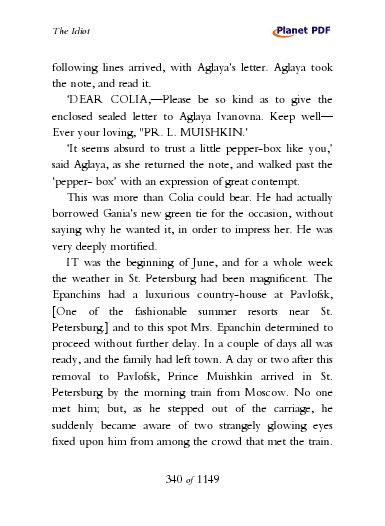 The Idiot
Planet PDF
following lines arrived, with Aglaya's letter. Aglaya took
the note, and read it.
'DEAR COLIA,—Please be so kind as to give the
enclosed sealed letter to Aglaya Ivanovna. Keep well—
Ever your loving, "PR. L. MUISHKIN.'
'It seems absurd to trust a little pepper-box like you,'
said Aglaya, as she returned the note, and walked past the
'pepper- box' with an expression of great contempt.
This was more than Colia could bear. He had actually
borrowed Gania's new green tie for the occasion, without
saying why he wanted it, in order to impress her. He was
very deeply mortified.
IT was the beginning of June, and for a whole week
the weather in St. Petersburg had been magnificent. The
Epanchins had a luxurious country-house at Pavlofsk,
[One of the fashionable summer resorts near St.
Petersburg.] and to this spot Mrs. Epanchin determined to
proceed without further delay. In a couple of days all was
ready, and the family had left town. A day or two after this
removal to Pavlofsk, Prince Muishkin arrived in St.
Petersburg by the morning train from Moscow. No one
met him; but, as he stepped out of the carriage, he
suddenly became aware of two strangely glowing eyes
fixed upon him from among the crowd that met the train.
340 of 1149